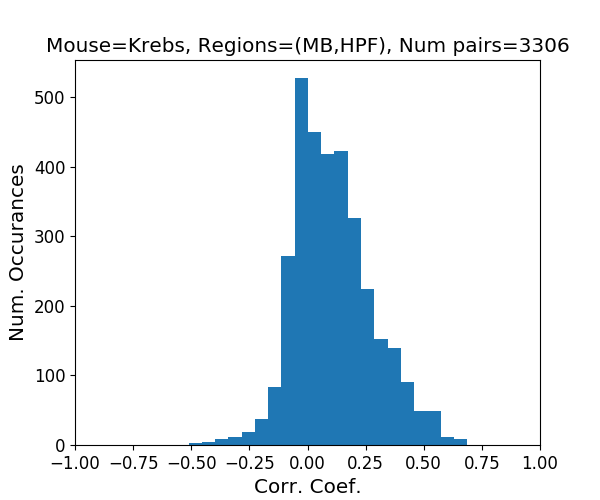 Mouse=Krebs, Regions=(MB,HPF), Num pairs=3306
Num. Occurances
500
400
300
200
100
0
−1.00 −0.75 −0.50 −0.25 0.00 0.25 0.50 0.75 1.00
Corr. Coef.